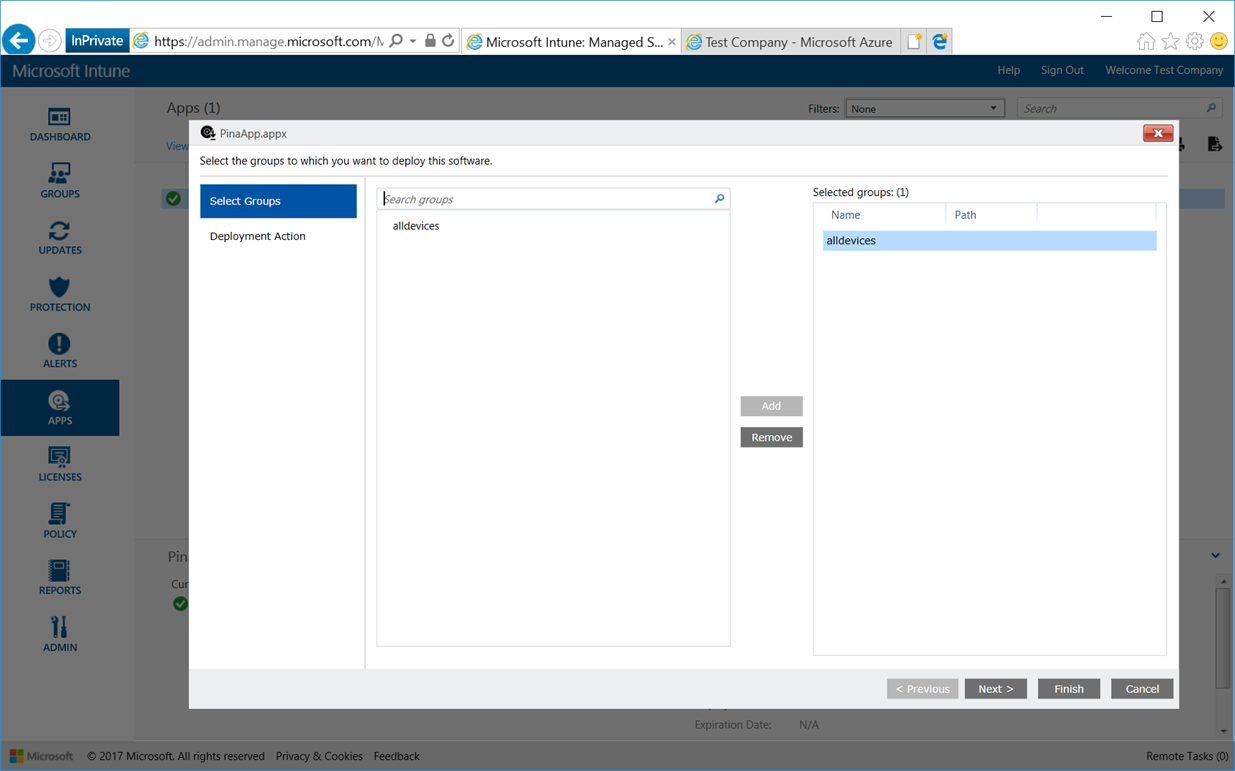 InPrivate
https://admin.manage.microsoft.com/M
Microsoft Intune: Managed S...
Test Company - Microsoft Azure
Microsoft Intune
Help
Sign Out
Welcome Test Company
DASHBOARD
GROUPS
UPDATES
PROTECTION
ALERTS
APPS
LICENSES
POLICY
REPORTS
ADMIN
Apps (1)
Filters:
None
Search
View
PinaApp.appx
Select the groups to which you want to deploy this software.
Select Groups
Deployment Action
Search groups
alldevices
Add
Remove
Selected groups: (1)
Name
Path
alldevices
< Previous
Next >
Finish
Cancel
Pin
Cur
Expiration Date:
N/A
Microsoft
© 2017 Microsoft. All rights reserved
Privacy & Cookies
Feedback
Remote Tasks (0)